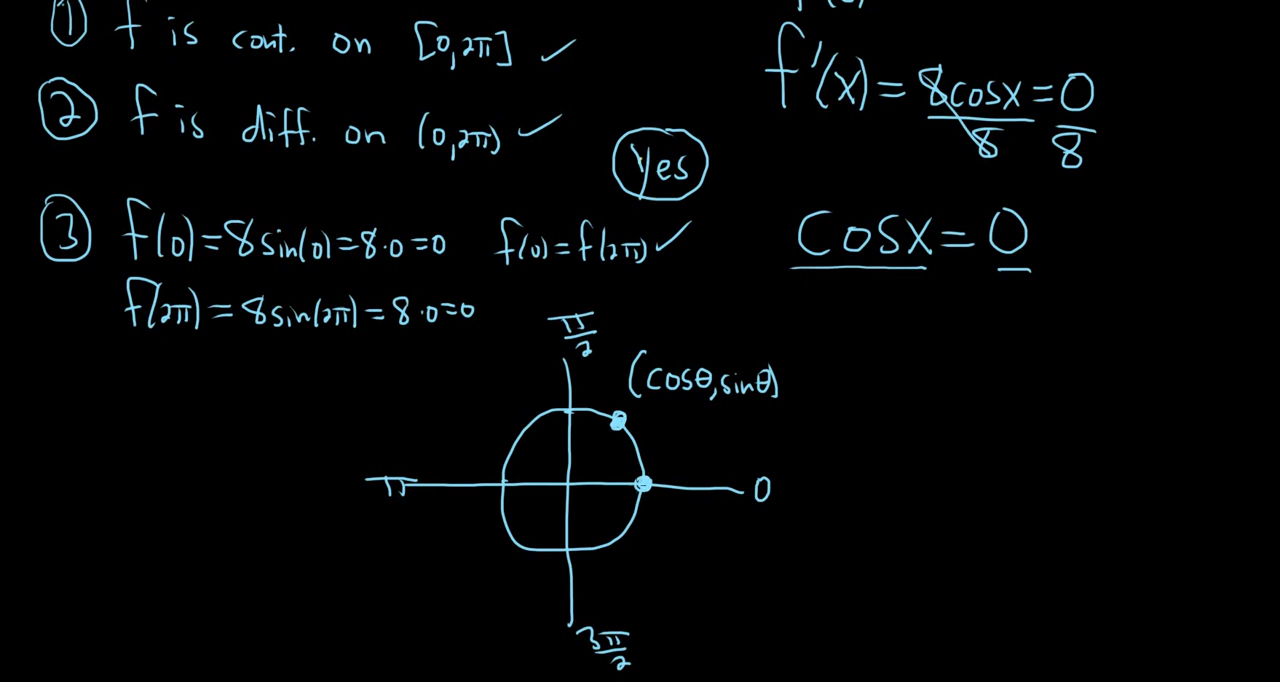 ① f is cont. on [0,2π] ✓
② f is diff. on (0,2π) ✓
Yes
③ f(0)=8sin(0)=8·0=0 f(0)=f(2π) ✓
f(2π)=8sin(2π)=8·0=0
f'(x)=8cosx/8=0/8
cosx=0
π/2
(cosθ,sinθ)
π
0
3π/2